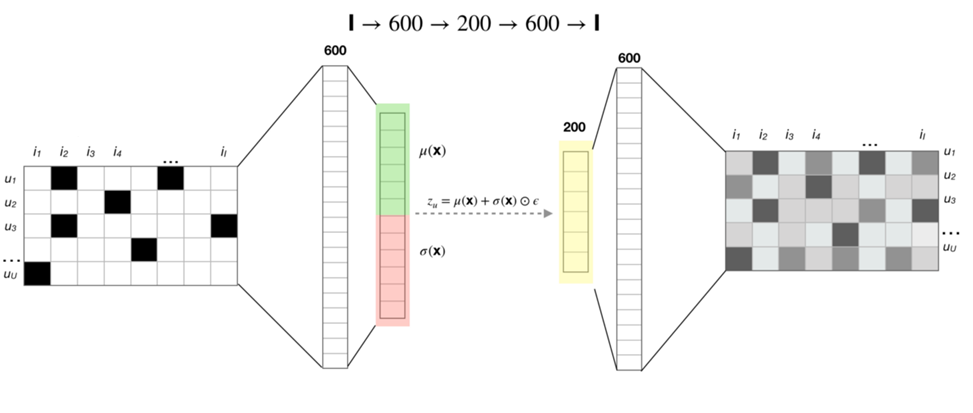 I → 600 → 200 → 600 → I
600
600
200
i1 i2 i3 i4 ... iI
u1
u2
u3
...
uU
μ(x)
zu = μ(x) + σ(x) ⊙ ϵ
σ(x)
i1 i2 i3 i4 ... iI
u1
u2
u3
...
uU